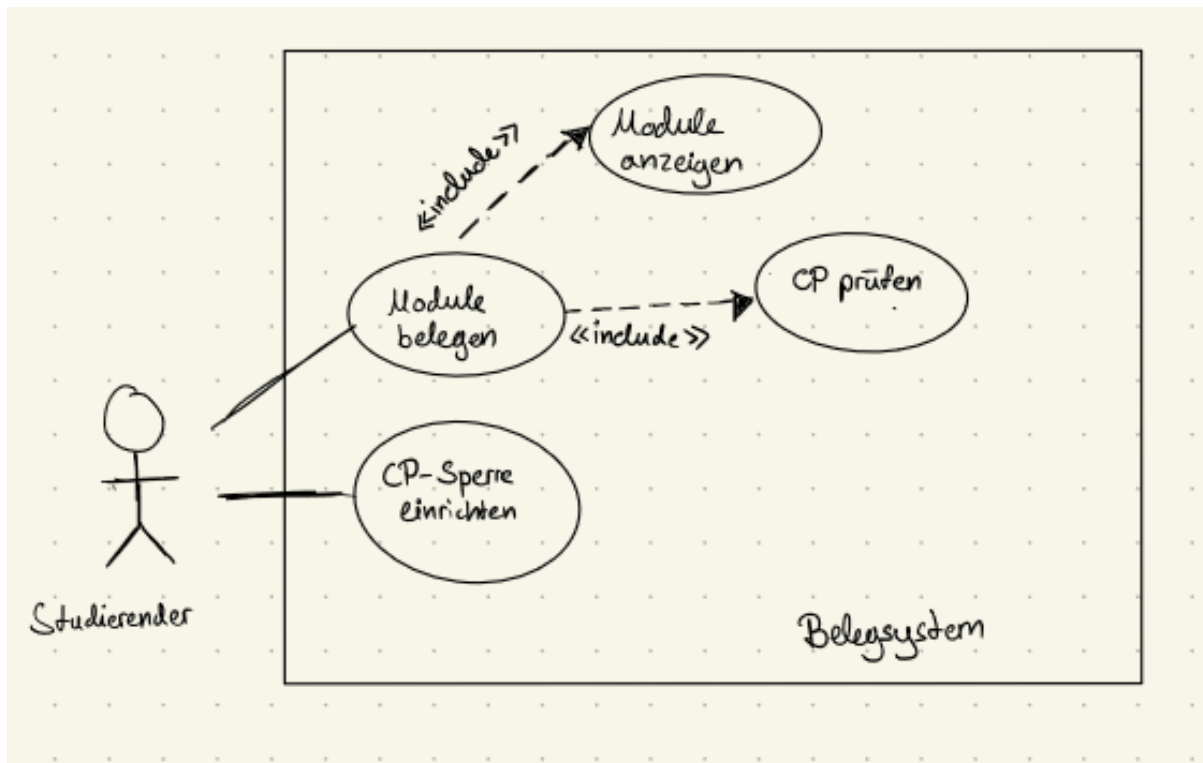 Module
anzeigen
<<include>>
CP prüfen
Module
belegen
<<include>>
CP-Sperre
einrichten
Studierender
Belegsystem